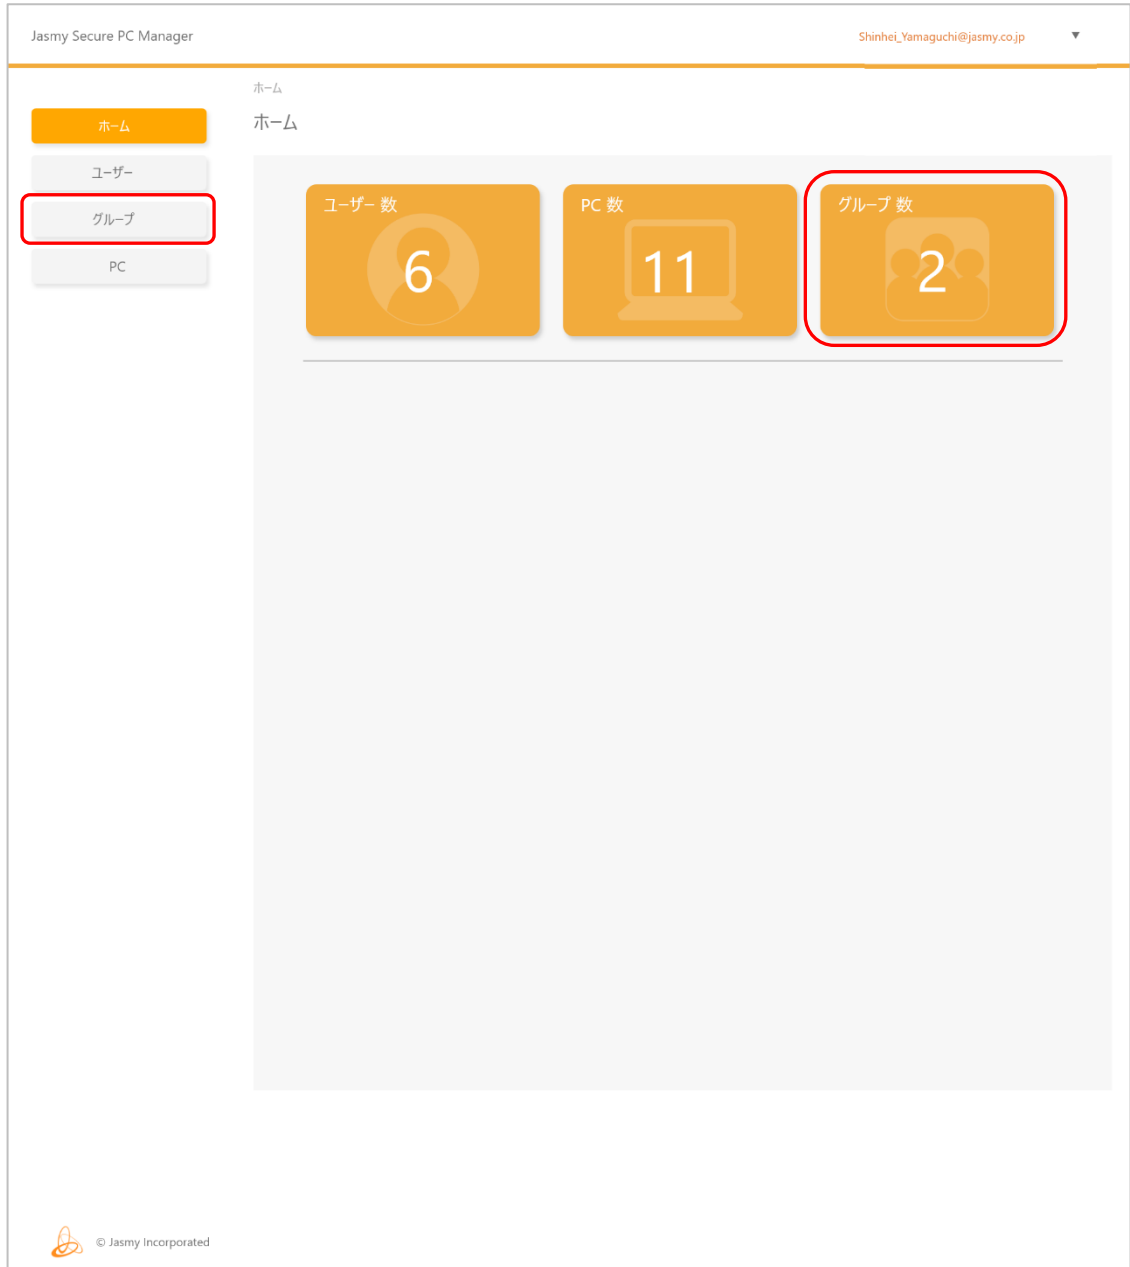 Jasmy Secure PC Manager
Shinhei_Yamaguchi@jasmy.co.jp ▼
ホーム
ホーム
ホーム
ユーザー
グループ
PC
ユーザー 数
6
PC 数
11
グループ 数
2
© Jasmy Incorporated